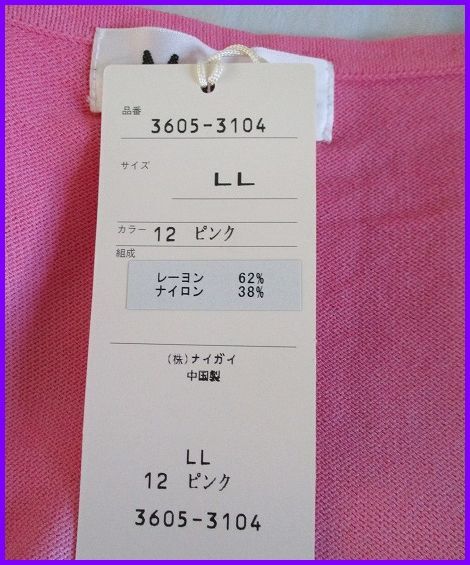 品番
3605-3104
サイズ
LL
カラー 12 ピンク
組成
レーヨン 62%
ナイロン 38%
(株)ナイガイ
中国製
LL
12 ピンク
3605-3104